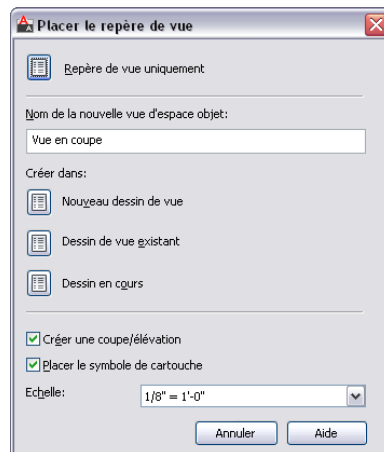 Placer le repère de vue
Repère de vue uniquement
Nom de la nouvelle vue d'espace objet:
Vue en coupe
Créer dans:
Nouveau dessin de vue
Dessin de vue existant
Dessin en cours
Créer une coupe/élévation
Placer le symbole de cartouche
Echelle:
1/8" = 1'-0"
Annuler Aide